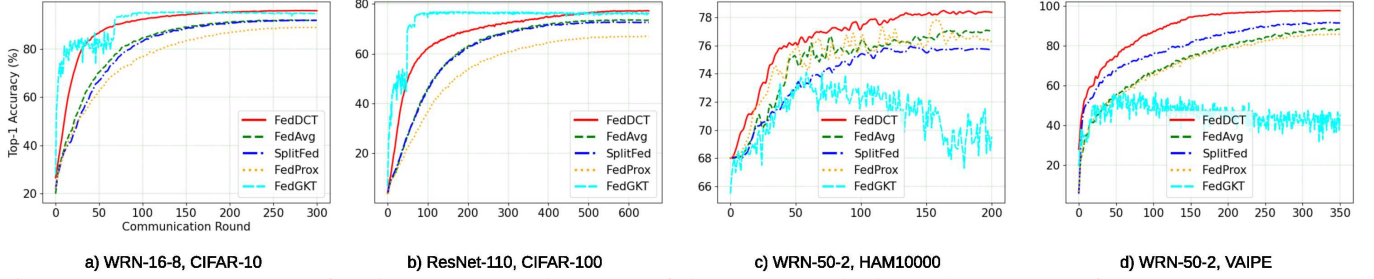 Top-1 Accuracy (%)
80
60
40
20
0 50 100 150 200 250 300
Communication Round
FedDCT
FedAvg
SplitFed
FedProx
FedGKT
a) WRN-16-8, CIFAR-10
80
60
40
20
0 100 200 300 400 500 600
FedDCT
FedAvg
SplitFed
FedProx
FedGKT
b) ResNet-110, CIFAR-100
78
76
74
72
70
68
66
0 50 100 150 200
FedDCT
FedAvg
SplitFed
FedProx
FedGKT
c) WRN-50-2, HAM10000
100
80
60
40
20
0 50 100 150 200 250 300 350
FedDCT
FedAvg
SplitFed
FedProx
FedGKT
d) WRN-50-2, VAIPE